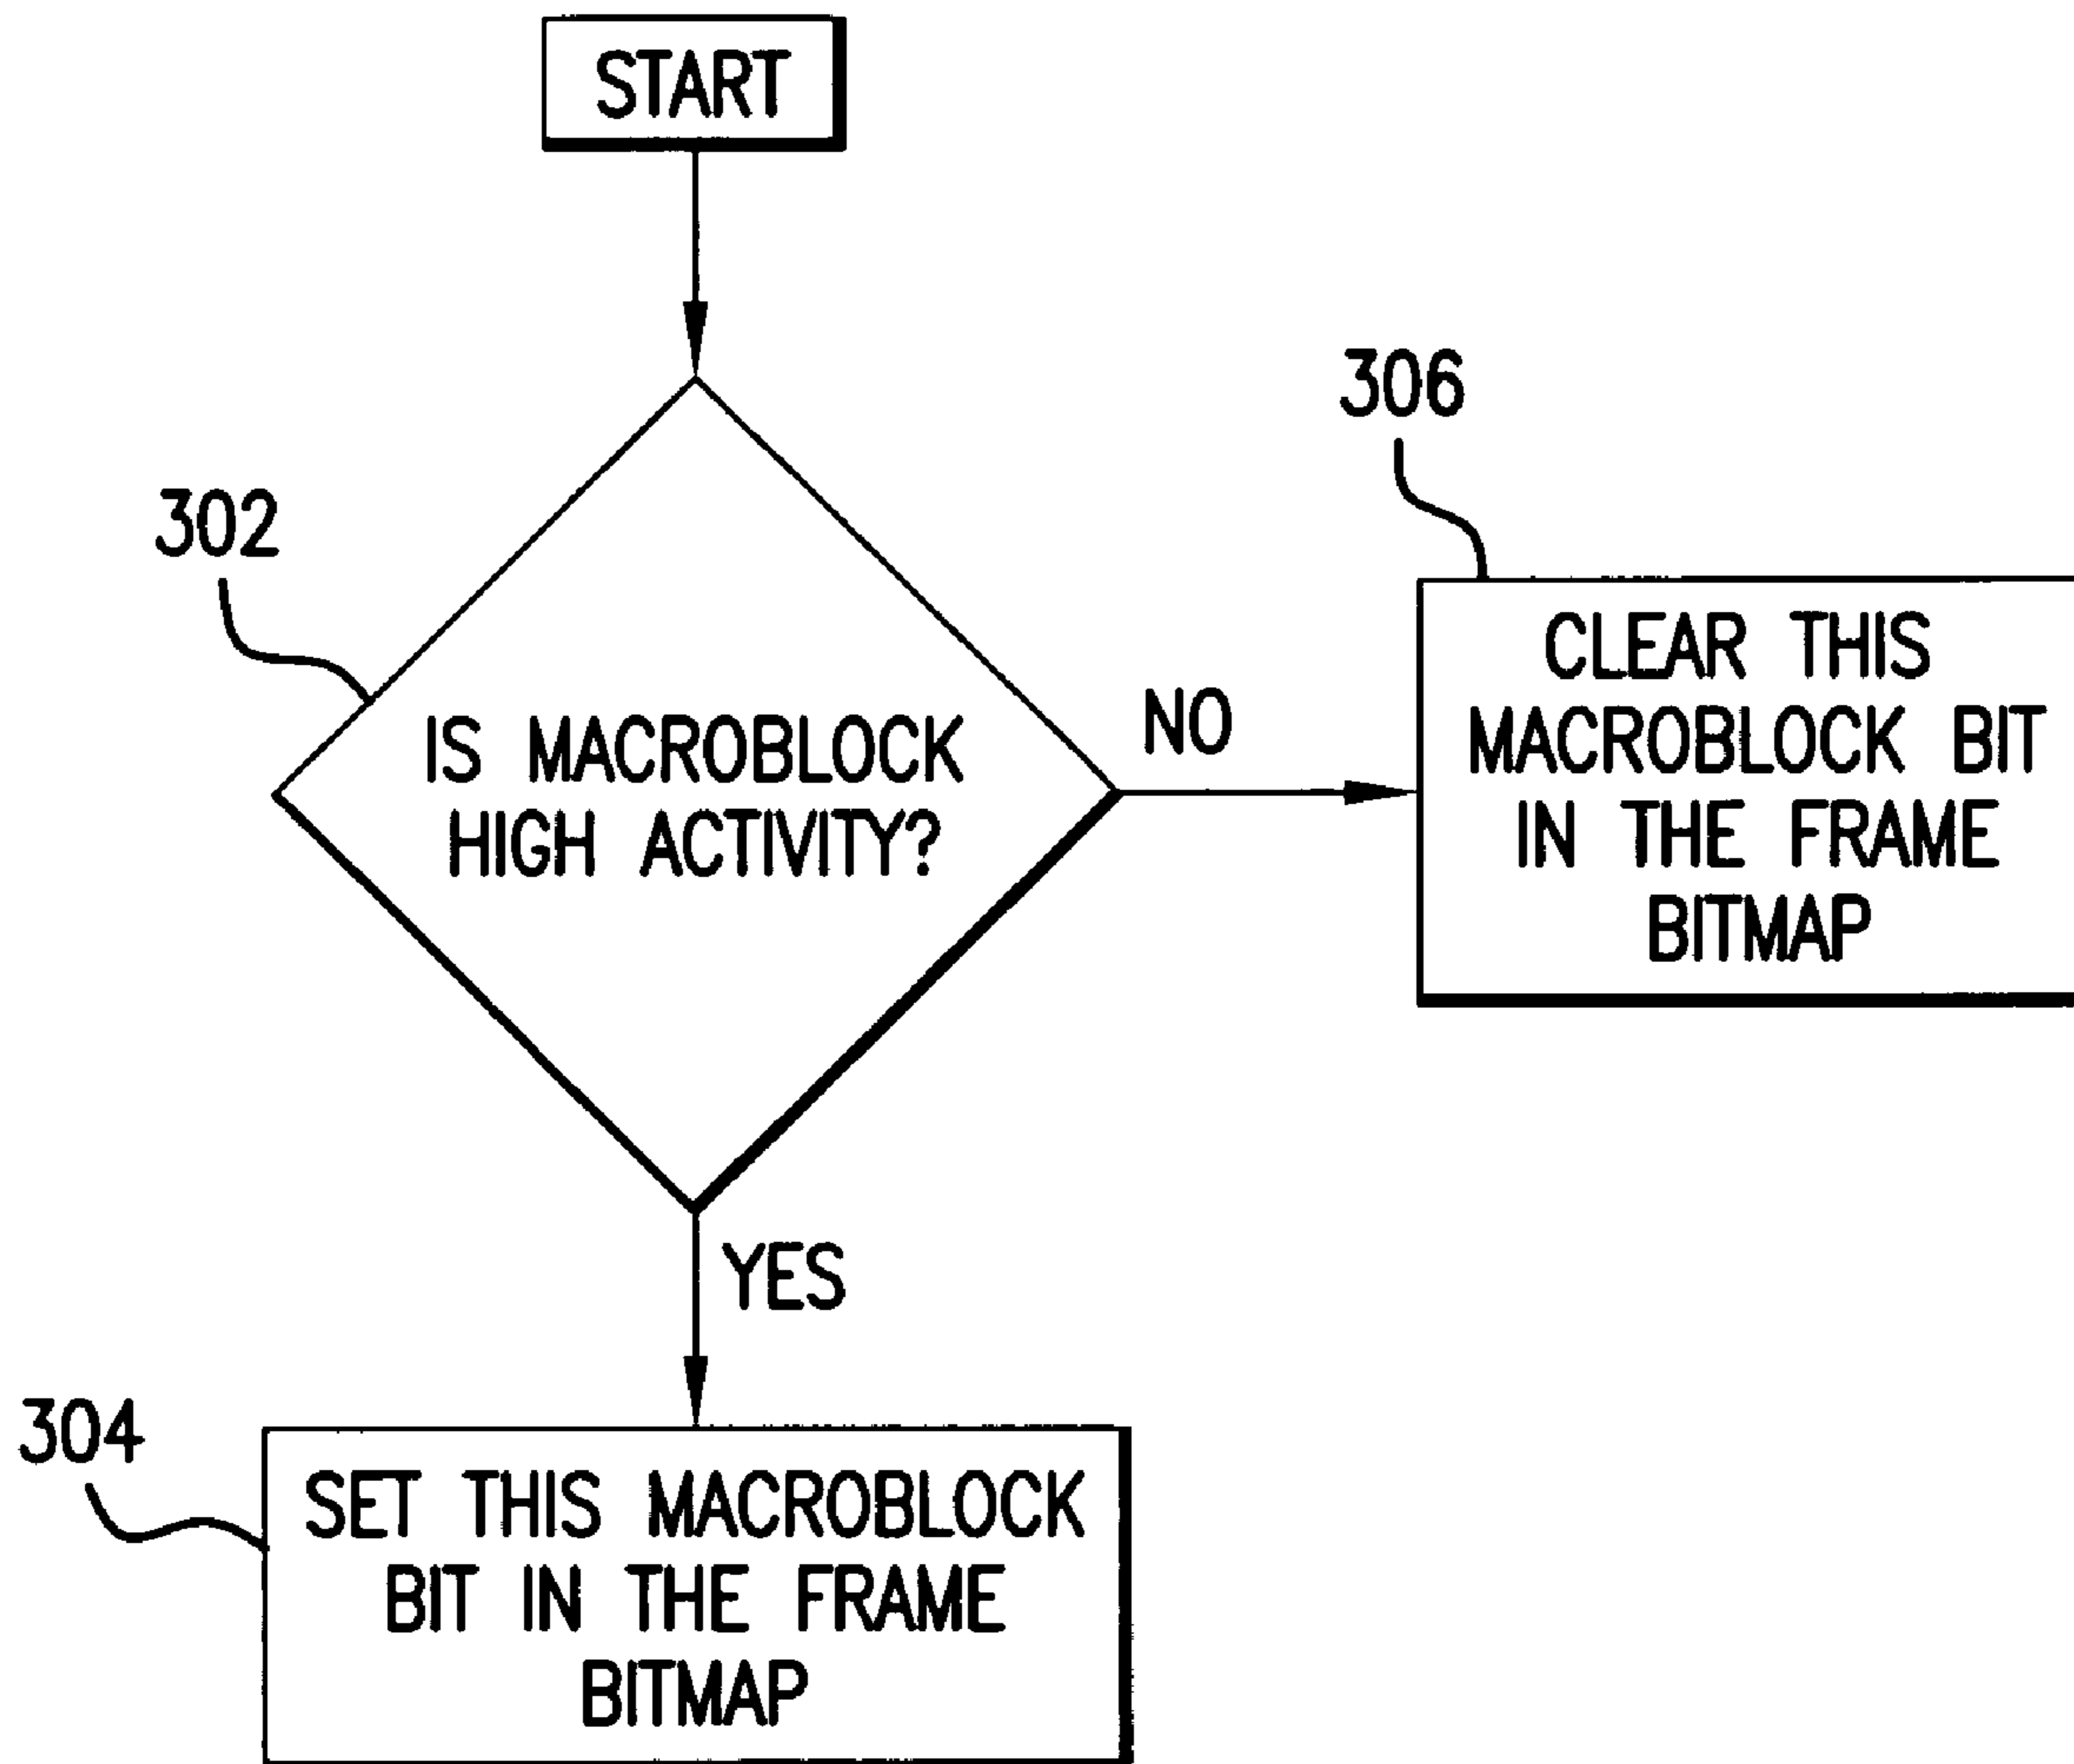 START
302
IS MACROBLOCK
HIGH ACTIVITY?
NO
306
CLEAR THIS
MACROBLOCK BIT
IN THE FRAME
BITMAP
YES
304
SET THIS MACROBLOCK
BIT IN THE FRAME
BITMAP